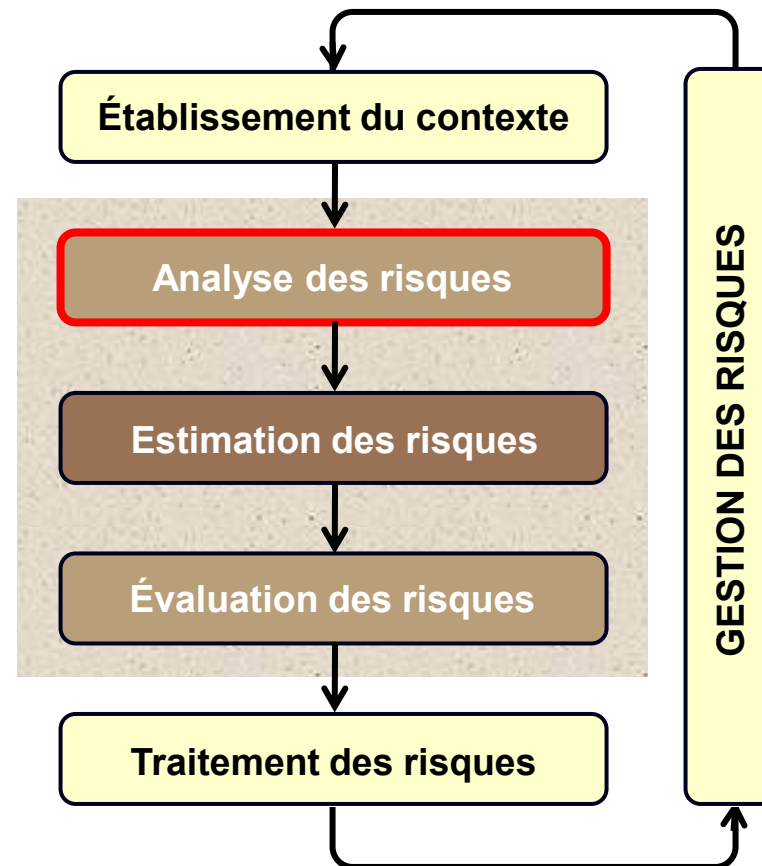 Établissement du contexte
Analyse des risques
Estimation des risques
Évaluation des risques
Traitement des risques
GESTION DES RISQUES